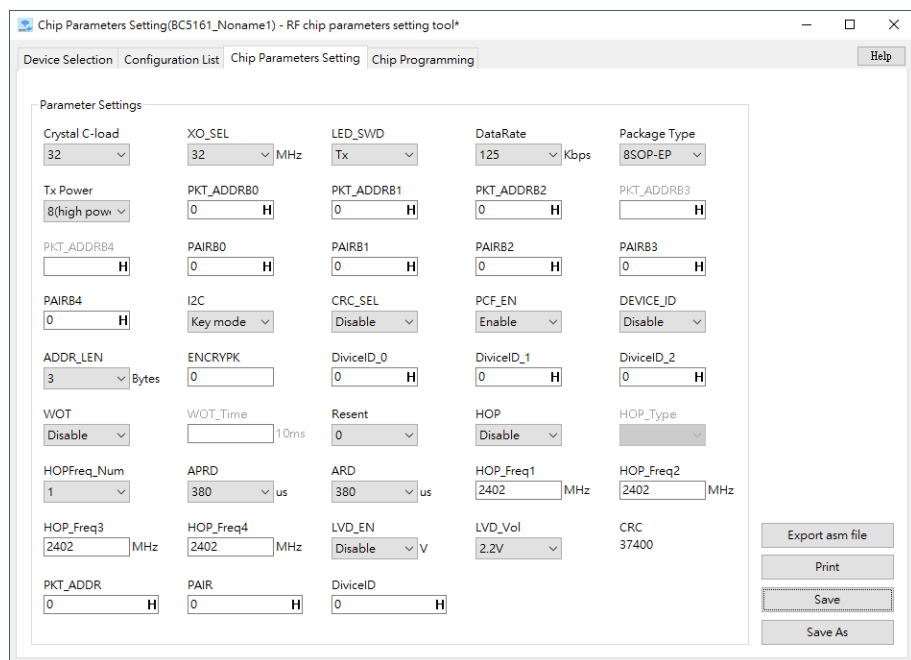 Chip Parameters Setting(BC5161_Noname1) - RF chip parameters setting tool*
Device Selection Configuration List Chip Parameters Setting Chip Programming Help
Parameter Settings
Crystal C-load XO_SEL LED_SWD DataRate Package Type
32 32 MHz Tx 125 Kbps 8SOP-EP
Tx Power PKT_ADDRB0 PKT_ADDRB1 PKT_ADDRB2 PKT_ADDRB3
8(high pow 0 H 0 H 0 H H
PKT_ADDRB4 PAIRB0 PAIRB1 PAIRB2 PAIRB3
H 0 H 0 H 0 H 0 H
PAIRB4 I2C CRC_SEL PCF_EN DEVICE_ID
0 H Key mode Disable Enable Disable
ADDR_LEN ENCRYPK DiviceID_0 DiviceID_1 DiviceID_2
3 Bytes 0 0 H 0 H 0 H
WOT WOT_Time Resent HOP HOP_Type
Disable 10ms 0 Disable
HOPFreq_Num APRD ARD HOP_Freq1 HOP_Freq2
1 380 us 380 us 2402 MHz 2402 MHz
HOP_Freq3 HOP_Freq4 LVD_EN LVD_Vol CRC
2402 MHz 2402 MHz Disable V 2.2V 37400
PKT_ADDR PAIR DiviceID
0 H 0 H 0 H
Export asm file
Print
Save
Save As